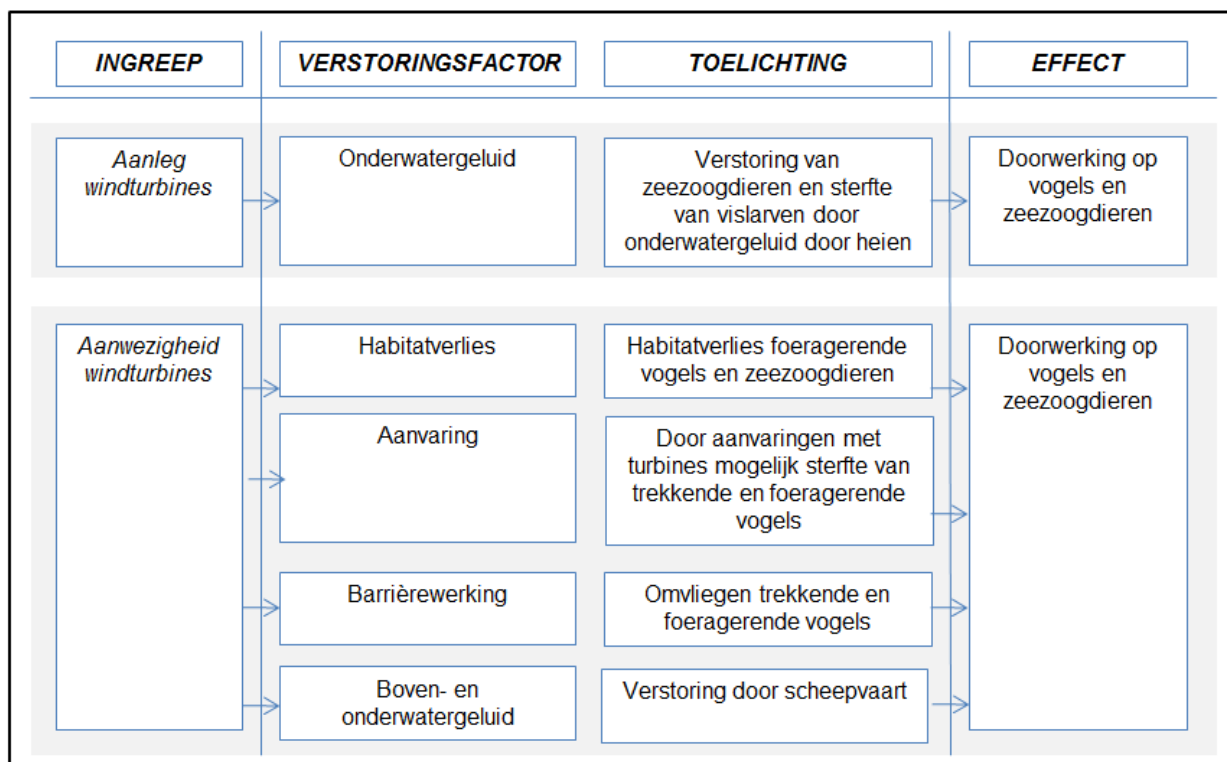 INGREEP
VERSTORINGSFACTOR
TOELICHTING
EFFECT
Aanleg
windturbines
Onderwatergeluid
Verstoring van
zeezoogdieren en sterfte
van vislarven door
onderwatergeluid door heien
Doorwerking op
vogels en
zeezoogdieren
Aanwezigheid
windturbines
Habitatverlies
Habitatverlies foeragerende
vogels en zeezoogdieren
Doorwerking op
vogels en
zeezoogdieren
Aanvaring
Door aanvaringen met
turbines mogelijk sterfte van
trekkende en foeragerende
vogels
Barrièrewerking
Omvliegen trekkende en
foeragerende vogels
Boven- en
onderwatergeluid
Verstoring door scheepvaart